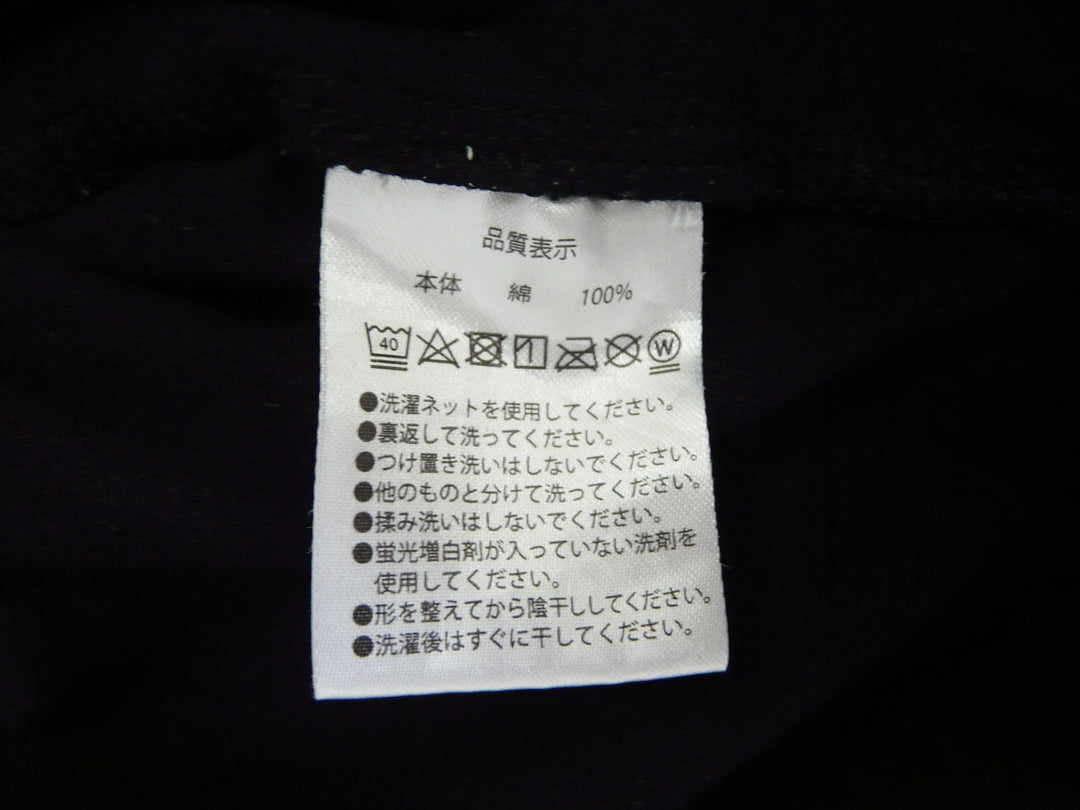 品質表示
本体 綿 100%
40 W
●洗濯ネットを使用してください。
●裏返して洗ってください。
●つけ置き洗いはしないでください。
●他のものと分けて洗ってください。
●揉み洗いはしないでください。
●蛍光増白剤が入っていない洗剤を
使用してください。
●形を整えてから陰干ししてください。
●洗濯後はすぐに干してください。